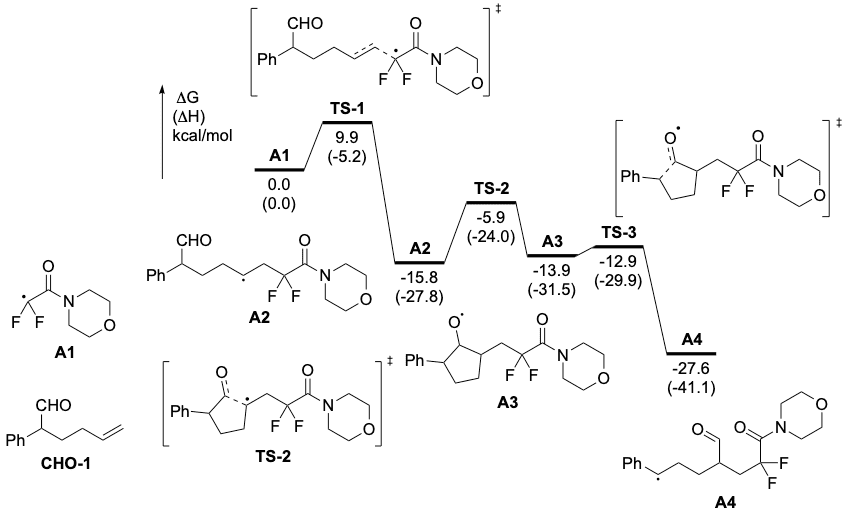 ‡
CHO
O
Ph
N
F F
O
ΔG
(ΔH)
kcal/mol
TS-1
9.9
(-5.2)
A1
0.0
(0.0)
‡
O
O
Ph
N
F F
O
TS-2
-5.9
(-24.0)
A3
-13.9
(-31.5)
TS-3
-12.9
(-29.9)
A2
-15.8
(-27.8)
CHO
O
Ph
N
F F
O
A2
O
N
F F
O
A1
O
O
Ph
N
F F
O
A3
A4
-27.6
(-41.1)
‡
O
O
Ph
N
F F
O
TS-2
CHO
Ph
CHO-1
O
O
O
N
Ph
F
F
A4